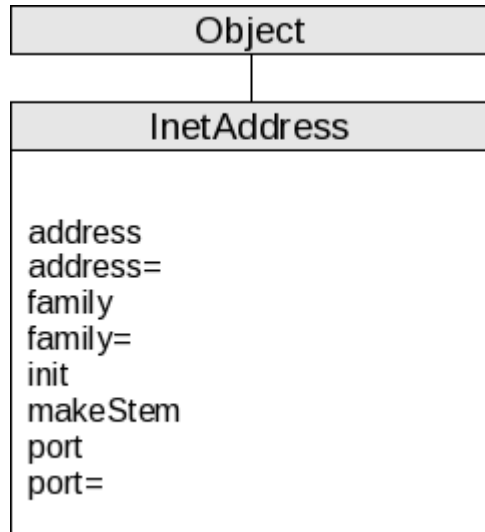 Object
InetAddress
address
address=
family
family=
init
makeStem
port
port=